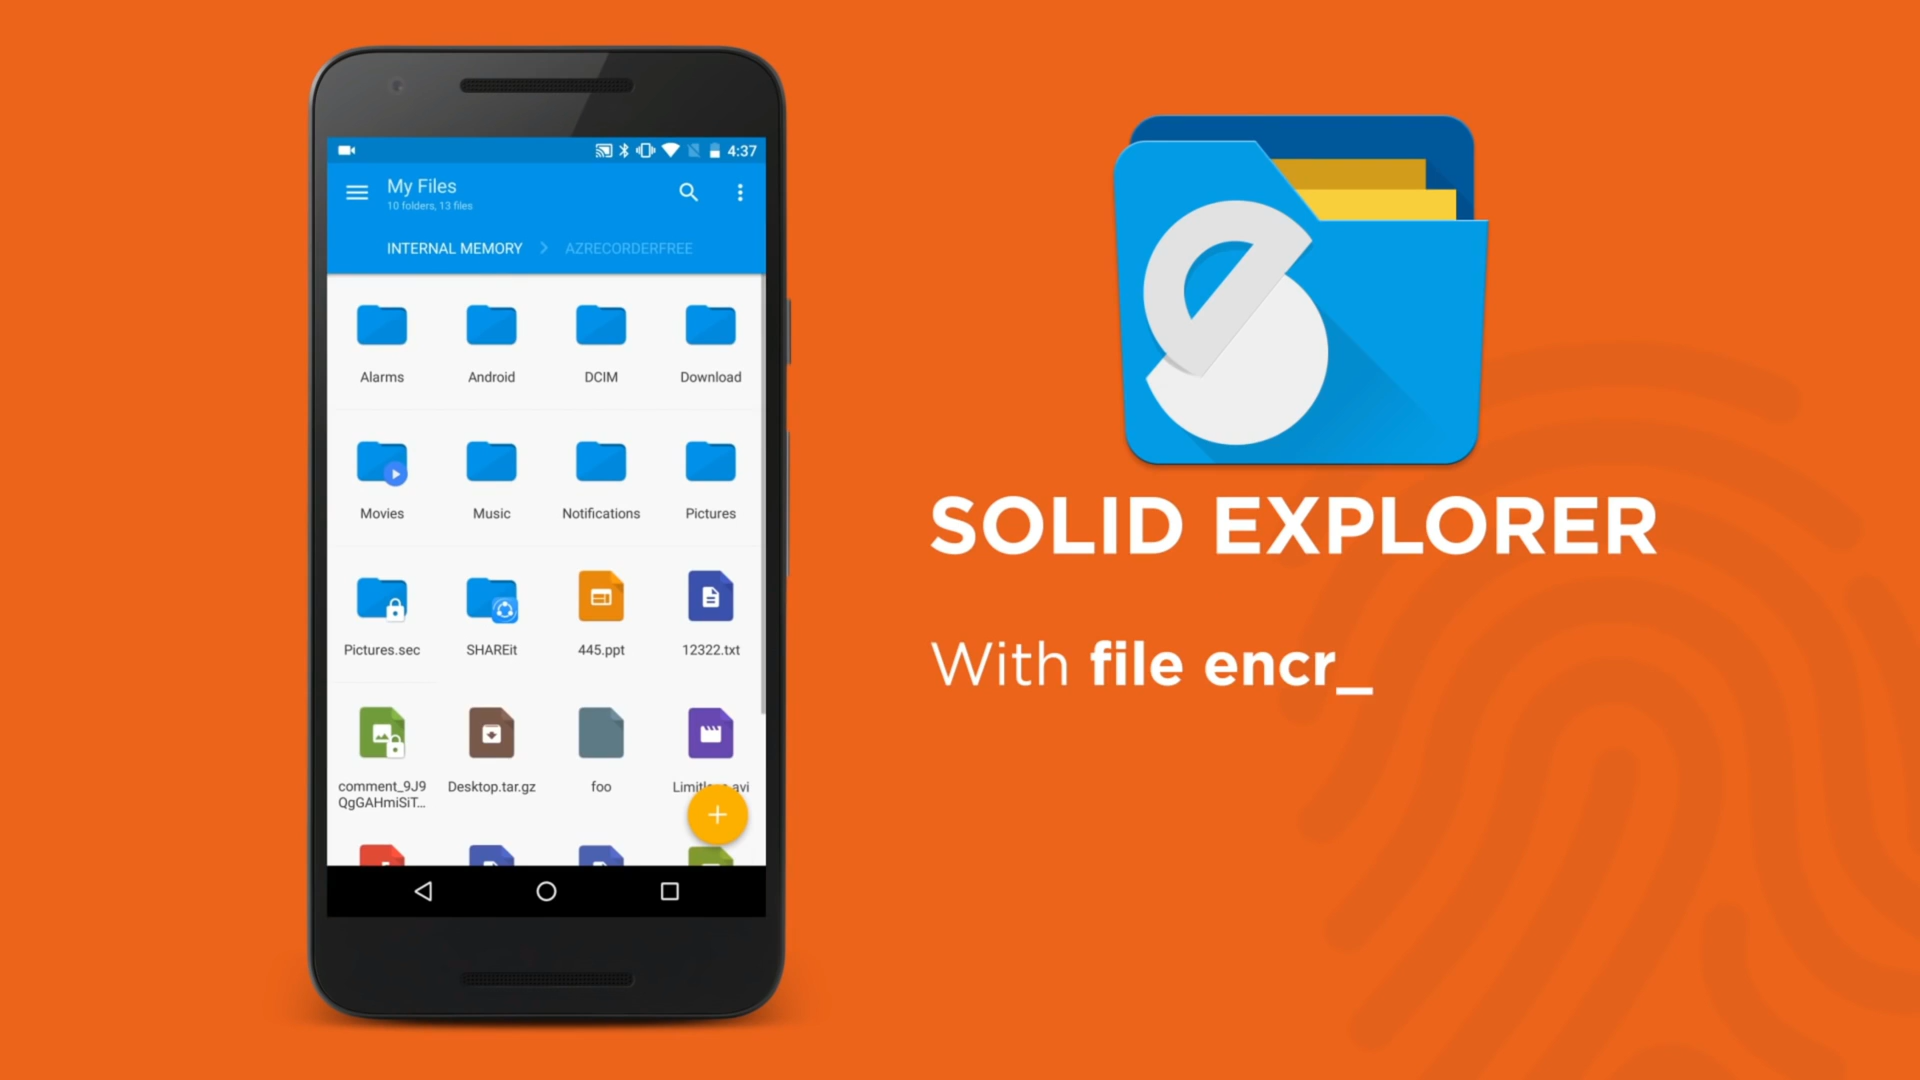 4:37
My Files
10 folders, 13 files
INTERNAL MEMORY > AZRECORDERFREE
Alarms
Android
DCIM
Download
Movies
Music
Notifications
Pictures
Pictures.sec
SHAREit
445.ppt
12322.txt
comment_9J9
QgGAHmiSiT...
Desktop.tar.gz
foo
SOLID EXPLORER
With file encr_